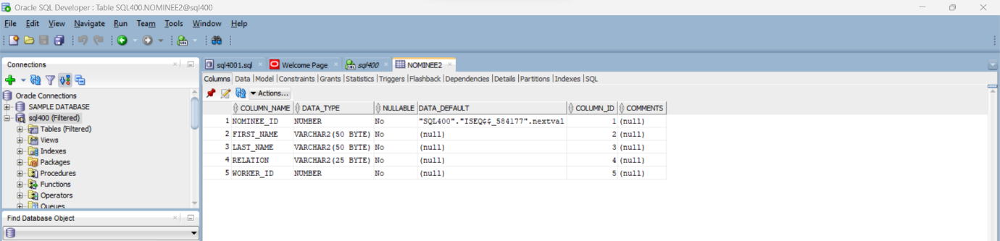 Oracle SQL Developer : Table SQL400.NOMINEE2@sql400
File Edit View Navigate Run Team Tools Window Help
Connections
sql4001.sql Welcome Page sql400 NOMINEE2
Columns Data Model Constraints Grants Statistics Triggers Flashback Dependencies Details Partitions Indexes SQL
Actions...
Oracle Connections
SAMPLE DATABASE
sql400 (Filtered)
Tables (Filtered)
Views
Indexes
Packages
Procedures
Functions
Operators
Queues
Find Database Object
COLUMN_NAME DATA_TYPE NULLABLE DATA_DEFAULT COLUMN_ID COMMENTS
1 NOMINEE_ID NUMBER No "SQL400"."ISEQ$$_584177".nextval 1 (null)
2 FIRST_NAME VARCHAR2(50 BYTE) No (null) 2 (null)
3 LAST_NAME VARCHAR2(50 BYTE) No (null) 3 (null)
4 RELATION VARCHAR2(25 BYTE) No (null) 4 (null)
5 WORKER_ID NUMBER No (null) 5 (null)